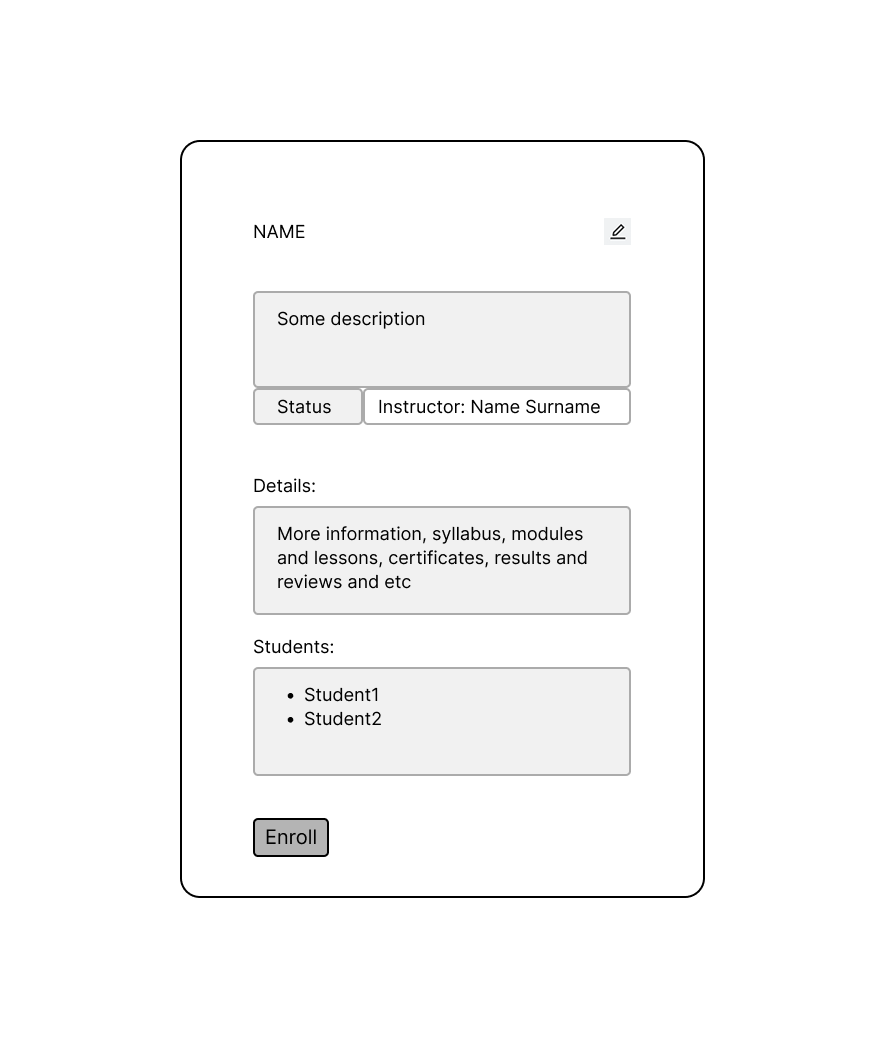 NAME
Some description
Status
Instructor: Name Surname
Details:
More information, syllabus, modules
and lessons, certificates, results and
reviews and etc
Students:
• Student1
• Student2
Enroll